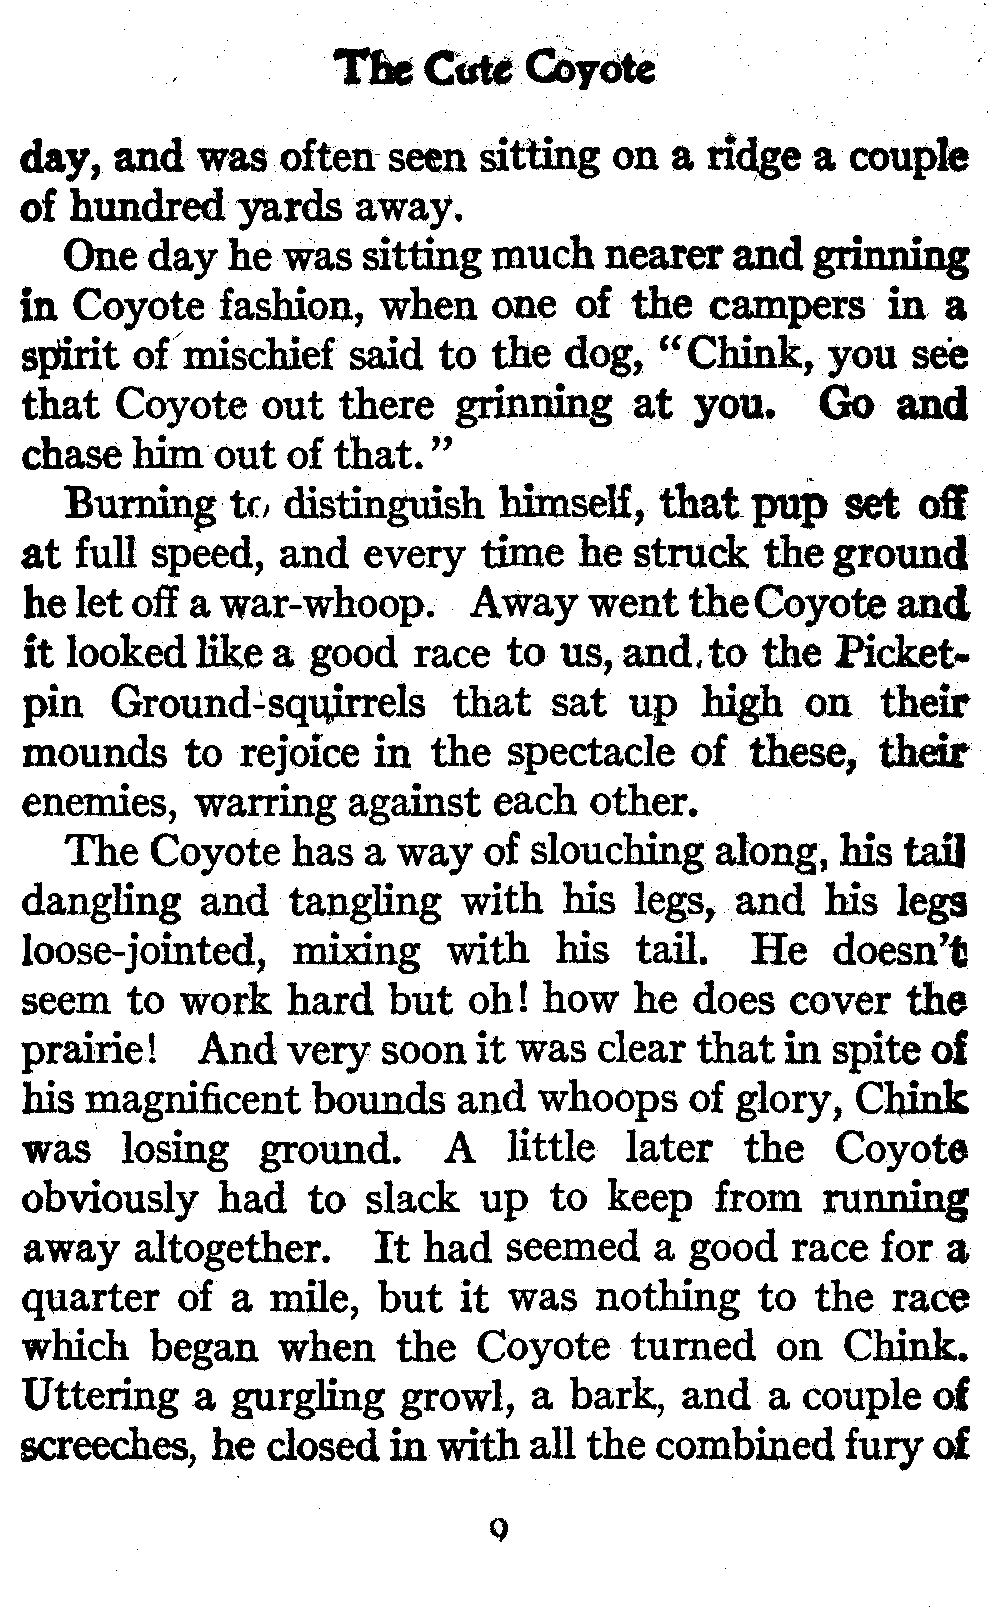 The Cute Coyote
day, and was often seen sitting on a ridge a couple
of hundred yards away.
One day he was sitting much nearer and grinning
in Coyote fashion, when one of the campers in a
spirit of mischief said to the dog, “Chink, you see
that Coyote out there grinning at you. Go and
chase him out of that.”
Burning to distinguish himself, that pup set off
at full speed, and every time he struck the ground
he let off a war-whoop. Away went the Coyote and
it looked like a good race to us, and to the Picket-
pin Ground-squirrels that sat up high on their
mounds to rejoice in the spectacle of these, their
enemies, warring against each other.
The Coyote has a way of slouching along, his tail
dangling and tangling with his legs, and his legs
loose-jointed, mixing with his tail. He doesn’t
seem to work hard but oh! how he does cover the
prairie! And very soon it was clear that in spite of
his magnificent bounds and whoops of glory, Chink
was losing ground. A little later the Coyote
obviously had to slack up to keep from running
away altogether. It had seemed a good race for a
quarter of a mile, but it was nothing to the race
which began when the Coyote turned on Chink.
Uttering a gurgling growl, a bark, and a couple of
screeches, he closed in with all the combined fury of
9